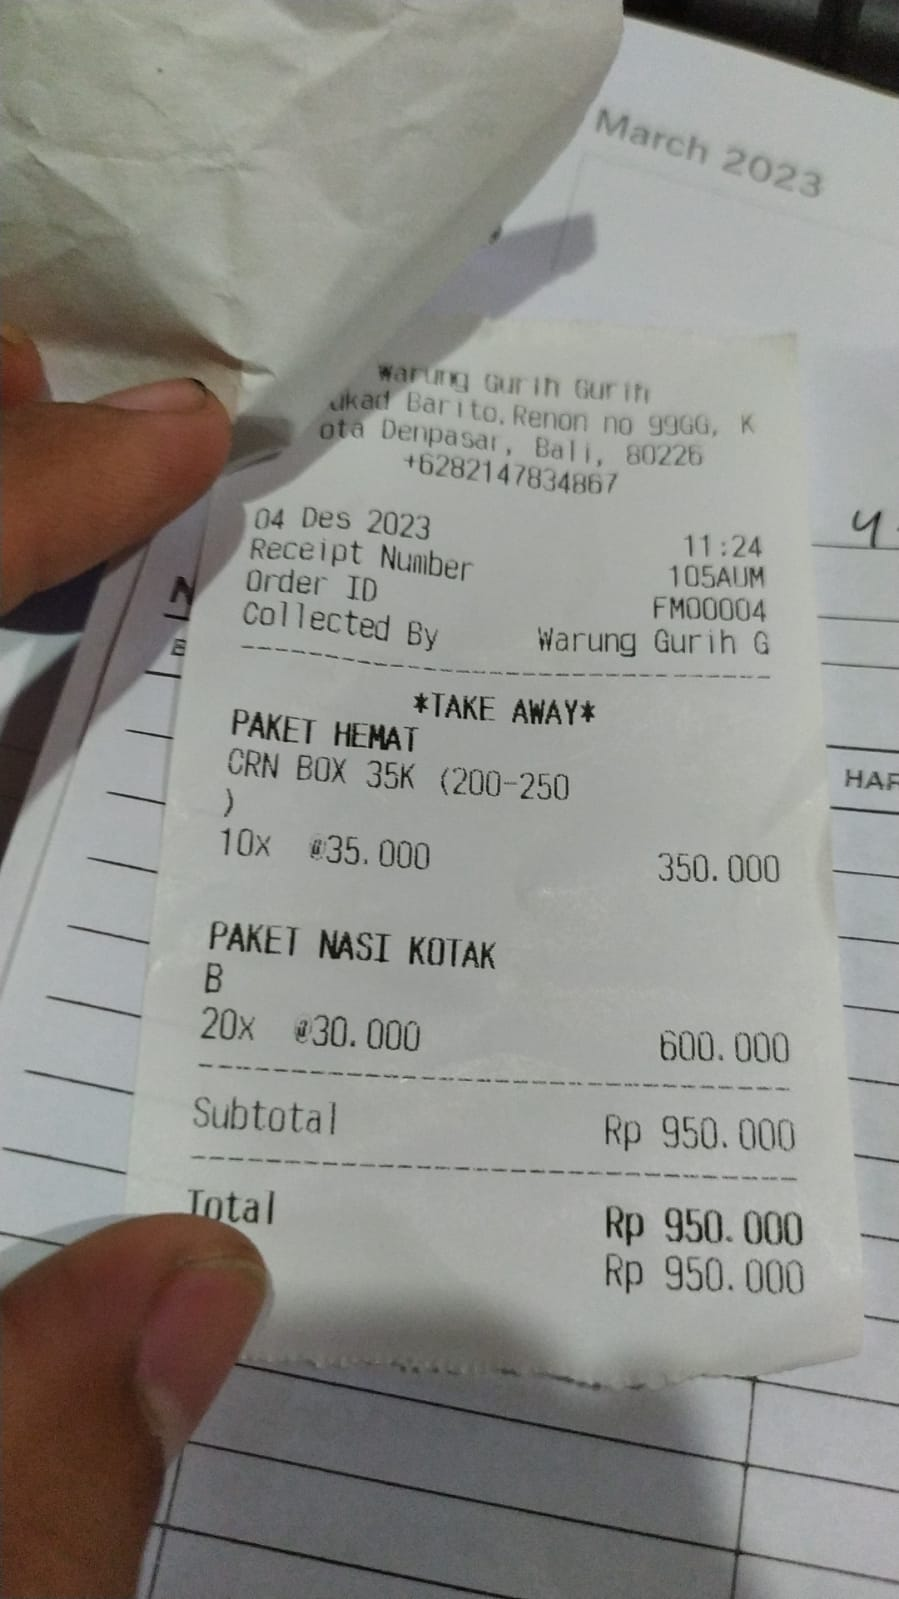 March 2023
Warung Gurih Gurih
ukad Barito, Renon no 99GG, K
ota Denpasar, Bali, 80226
+6282147834867
04 Des 2023 11:24
Receipt Number 105AUM
Order ID FM00004
Collected By Warung Gurih G
*TAKE AWAY*
PAKET HEMAT
CRN BOX 35K (200-250
)
10x @35.000 350.000
PAKET NASI KOTAK
B
20x @30.000 600.000
Subtotal Rp 950.000
Total Rp 950.000
Rp 950.000
HAR